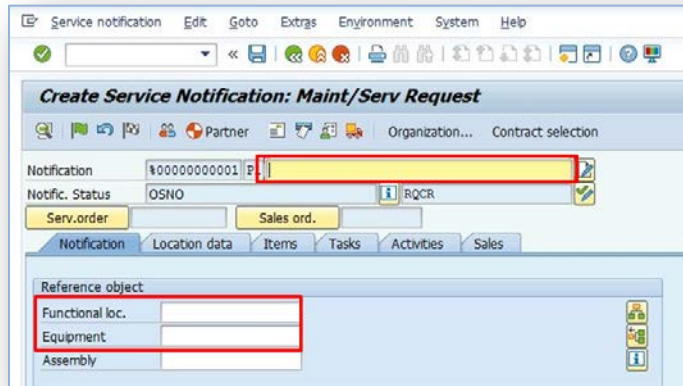 Service notification Edit Goto Extras Environment System Help
Create Service Notification: Maint/Serv Request
Partner Organization... Contract selection
Notification %00000000001
Notific. Status OSNO RQCR
Serv.order Sales ord.
Notification Location data Items Tasks Activities Sales
Reference object
Functional loc.
Equipment
Assembly